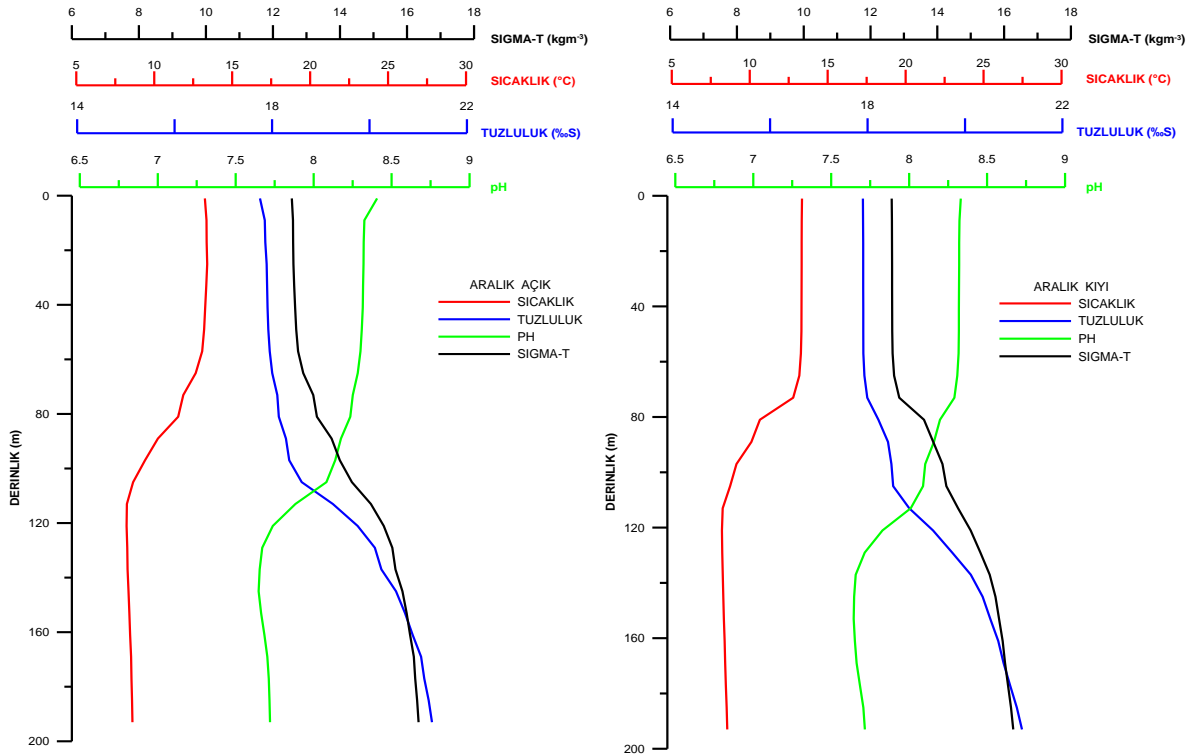 6 8 10 12 14 16 18
SIGMA-T (kgm-3)
5 10 15 20 25 30
SICAKLIK (°C)
14 18 22
TUZLULUK (‰S)
6.5 7 7.5 8 8.5 9
pH
0
40
80
120
160
200
DERINLIK (m)
ARALIK AÇIK
SICAKLIK
TUZLULUK
PH
SIGMA-T
6 8 10 12 14 16 18
SIGMA-T (kgm-3)
5 10 15 20 25 30
SICAKLIK (°C)
14 18 22
TUZLULUK (‰S)
6.5 7 7.5 8 8.5 9
pH
0
40
80
120
160
200
DERINLIK (m)
ARALIK KIYI
SICAKLIK
TUZLULUK
PH
SIGMA-T